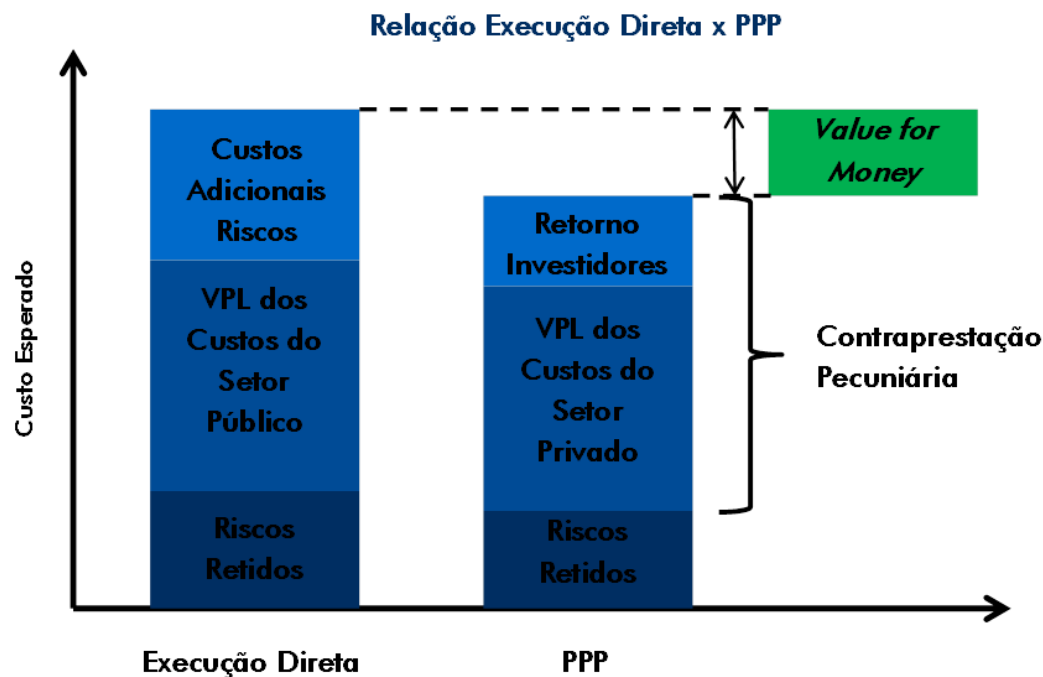 Relação Execução Direta x PPP
Custo Esperado
Custos
Adicionais
Riscos
VPL dos
Custos do
Setor
Público
Riscos
Retidos
Retorno
Investidores
VPL dos
Custos do
Setor
Privado
Riscos
Retidos
Value for
Money
Contraprestação
Pecuniária
Execução Direta
PPP